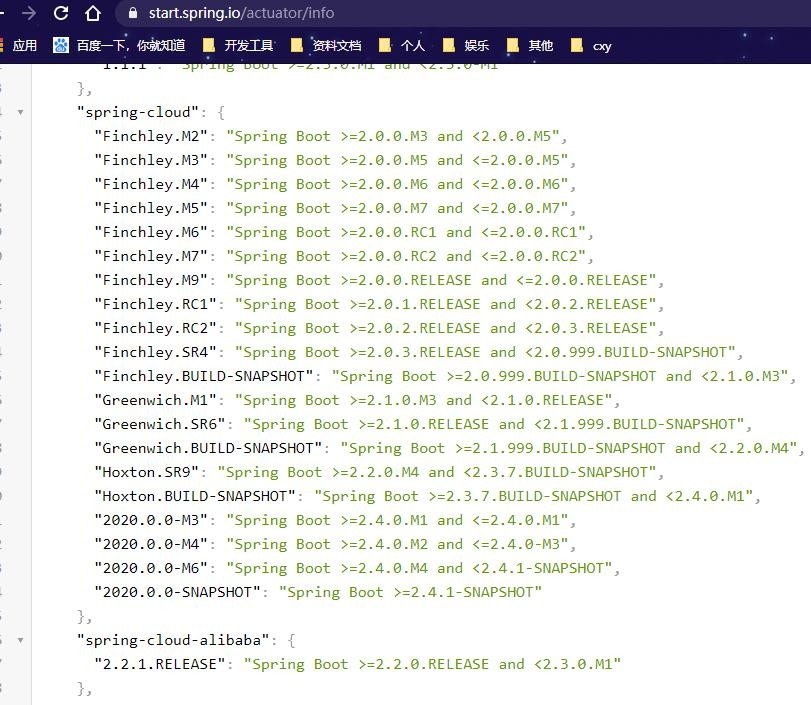 start.spring.io/actuator/info
应用 百度一下，你就知道 开发工具 资料文档 个人 娱乐 其他 cxy
"1.1.1": "Spring Boot >=2.3.0.M1 and <2.5.0-M1"
},
"spring-cloud": {
"Finchley.M2": "Spring Boot >=2.0.0.M3 and <2.0.0.M5",
"Finchley.M3": "Spring Boot >=2.0.0.M5 and <=2.0.0.M5",
"Finchley.M4": "Spring Boot >=2.0.0.M6 and <=2.0.0.M6",
"Finchley.M5": "Spring Boot >=2.0.0.M7 and <=2.0.0.M7",
"Finchley.M6": "Spring Boot >=2.0.0.RC1 and <=2.0.0.RC1",
"Finchley.M7": "Spring Boot >=2.0.0.RC2 and <=2.0.0.RC2",
"Finchley.M9": "Spring Boot >=2.0.0.RELEASE and <=2.0.0.RELEASE",
"Finchley.RC1": "Spring Boot >=2.0.1.RELEASE and <2.0.2.RELEASE",
"Finchley.RC2": "Spring Boot >=2.0.2.RELEASE and <2.0.3.RELEASE",
"Finchley.SR4": "Spring Boot >=2.0.3.RELEASE and <2.0.999.BUILD-SNAPSHOT",
"Finchley.BUILD-SNAPSHOT": "Spring Boot >=2.0.999.BUILD-SNAPSHOT and <2.1.0.M3",
"Greenwich.M1": "Spring Boot >=2.1.0.M3 and <2.1.0.RELEASE",
"Greenwich.SR6": "Spring Boot >=2.1.0.RELEASE and <2.1.999.BUILD-SNAPSHOT",
"Greenwich.BUILD-SNAPSHOT": "Spring Boot >=2.1.999.BUILD-SNAPSHOT and <2.2.0.M4",
"Hoxton.SR9": "Spring Boot >=2.2.0.M4 and <2.3.7.BUILD-SNAPSHOT",
"Hoxton.BUILD-SNAPSHOT": "Spring Boot >=2.3.7.BUILD-SNAPSHOT and <2.4.0.M1",
"2020.0.0-M3": "Spring Boot >=2.4.0.M1 and <=2.4.0.M1",
"2020.0.0-M4": "Spring Boot >=2.4.0.M2 and <=2.4.0-M3",
"2020.0.0-M6": "Spring Boot >=2.4.0.M4 and <2.4.1-SNAPSHOT",
"2020.0.0-SNAPSHOT": "Spring Boot >=2.4.1-SNAPSHOT"
},
"spring-cloud-alibaba": {
"2.2.1.RELEASE": "Spring Boot >=2.2.0.RELEASE and <2.3.0.M1"
},